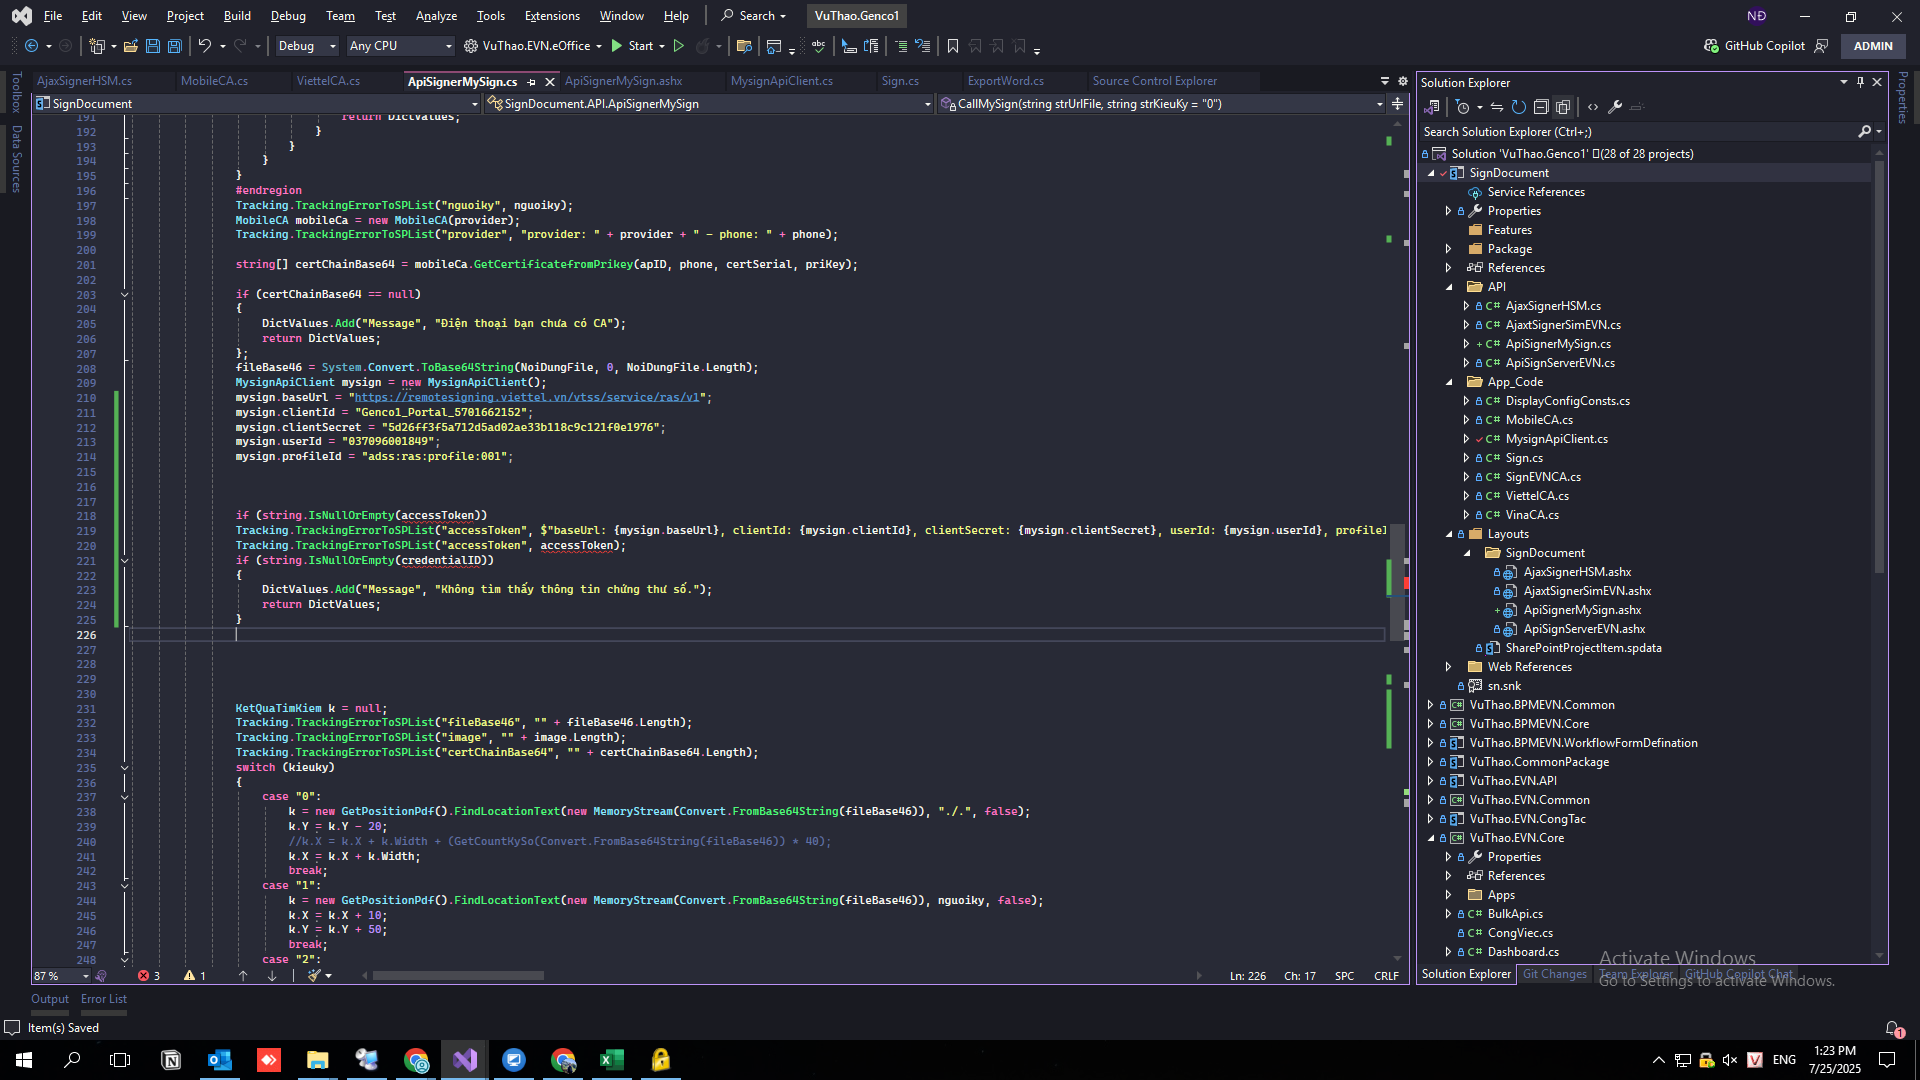 File Edit View Project Build Debug Team Test Analyze Tools Extensions Window Help Search VuThao.Genco1 NĐ
Debug Any CPU VuThao.EVN.eOffice Start GitHub Copilot ADMIN
AjaxSignerHSM.cs MobileCA.cs ViettelCA.cs ApiSignerMySign.cs ApiSignerMySign.ashx MysignApiClient.cs Sign.cs ExportWord.cs Source Control Explorer
SignDocument SignDocument.API.ApiSignerMySign CallMySign(string strUrlFile, string strKieuKy = "0")
Toolbox
Data Sources
191 return DictValues;
192 }
193 }
194 }
195 }
196 #endregion
197 Tracking.TrackingErrorToSPList("nguoiky", nguoiky);
198 MobileCA mobileCa = new MobileCA(provider);
199 Tracking.TrackingErrorToSPList("provider", "provider: " + provider + " - phone: " + phone);
200
201 string[] certChainBase64 = mobileCa.GetCertificatefromPrikey(apID, phone, certSerial, priKey);
202
203 if (certChainBase64 == null)
204 {
205 DictValues.Add("Message", "Điện thoại bạn chưa có CA");
206 return DictValues;
207 };
208 fileBase46 = System.Convert.ToBase64String(NoiDungFile, 0, NoiDungFile.Length);
209 MysignApiClient mysign = new MysignApiClient();
210 mysign.baseUrl = "https://remotesigning.viettel.vn/vtss/service/ras/v1";
211 mysign.clientId = "Genco1_Portal_5701662152";
212 mysign.clientSecret = "5d26ff3f5a712d5ad02ae33b118c9c121f0e1976";
213 mysign.userId = "037096001849";
214 mysign.profileId = "adss:ras:profile:001";
215
216
217
218 if (string.IsNullOrEmpty(accessToken))
219 Tracking.TrackingErrorToSPList("accessToken", $"baseUrl: {mysign.baseUrl}, clientId: {mysign.clientId}, clientSecret: {mysign.clientSecret}, userId: {mysign.userId}, profileI
220 Tracking.TrackingErrorToSPList("accessToken", accessToken);
221 if (string.IsNullOrEmpty(credentialID))
222 {
223 DictValues.Add("Message", "Không tìm thấy thông tin chứng thư số.");
224 return DictValues;
225 }
226
227
228
229
230
231 KetQuaTimKiem k = null;
232 Tracking.TrackingErrorToSPList("fileBase46", "" + fileBase46.Length);
233 Tracking.TrackingErrorToSPList("image", "" + image.Length);
234 Tracking.TrackingErrorToSPList("certChainBase64", "" + certChainBase64.Length);
235 switch (kieuky)
236 {
237 case "0":
238 k = new GetPositionPdf().FindLocationText(new MemoryStream(Convert.FromBase64String(fileBase46)), "./.", false);
239 k.Y = k.Y - 20;
240 //k.X = k.X + k.Width + (GetCountKySo(Convert.FromBase64String(fileBase46)) * 40);
241 k.X = k.X + k.Width;
242 break;
243 case "1":
244 k = new GetPositionPdf().FindLocationText(new MemoryStream(Convert.FromBase64String(fileBase46)), nguoiky, false);
245 k.X = k.X + 10;
246 k.Y = k.Y + 50;
247 break;
248 case "2":
87 % 3 1 Ln: 226 Ch: 17 SPC CRLF
Output Error List
Item(s) Saved
Solution Explorer
Search Solution Explorer (Ctrl+;)
Solution 'VuThao.Genco1' (28 of 28 projects)
SignDocument
Service References
Properties
Features
Package
References
API
C# AjaxSignerHSM.cs
C# AjaxtSignerSimEVN.cs
C# ApiSignerMySign.cs
C# ApiSignServerEVN.cs
App_Code
C# DisplayConfigConsts.cs
C# MobileCA.cs
C# MysignApiClient.cs
C# Sign.cs
C# SignEVNCA.cs
C# ViettelCA.cs
C# VinaCA.cs
Layouts
SignDocument
AjaxSignerHSM.ashx
AjaxtSignerSimEVN.ashx
ApiSignerMySign.ashx
ApiSignServerEVN.ashx
SharePointProjectItem.spdata
Web References
sn.snk
VuThao.BPMEVN.Common
VuThao.BPMEVN.Core
VuThao.BPMEVN.WorkflowFormDefination
VuThao.CommonPackage
VuThao.EVN.API
VuThao.EVN.Common
VuThao.EVN.CongTac
VuThao.EVN.Core
Properties
References
Apps
C# BulkApi.cs
C# CongViec.cs
C# Dashboard.cs
Solution Explorer Git Changes Team Explorer GitHub Copilot Chat
Properties
Activate Windows
Go to Settings to activate Windows.
1
ENG
1:23 PM
7/25/2025